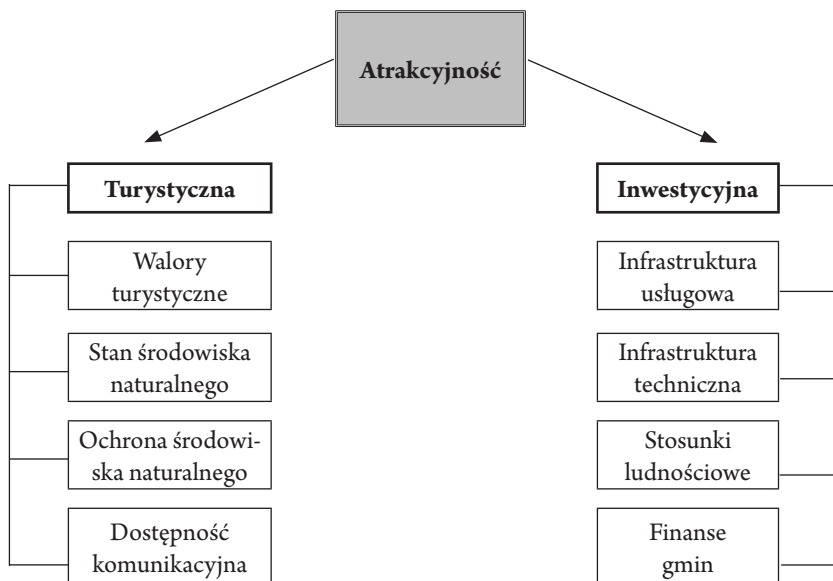 Atrakcyjność
Turystyczna
Walory
turystyczne
Stan środowiska
naturalnego
Ochrona środowi-
ska naturalnego
Dostępność
komunikacyjna
Inwestycyjna
Infrastruktura
usługowa
Infrastruktura
techniczna
Stosunki
ludnościowe
Finanse
gmin